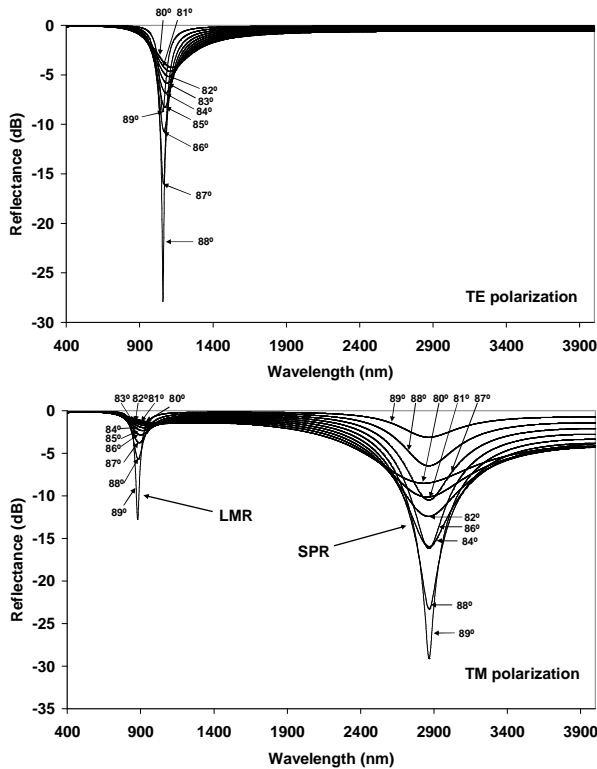 80º 81º
0
-5
-10
-15
-20
-25
-30
82º
83º
84º
85º
89º
86º
87º
88º
Reflectance (dB)
TE polarization
400 900 1400 1900 2400 2900 3400 3900
Wavelength (nm)
83º 82º 81º 80º
89º 88º 80º 81º 87º
0
-5
-10
-15
-20
-25
-30
-35
84º
85º
86º
87º
88º
89º
LMR
SPR
82º
86º
84º
88º
89º
Reflectance (dB)
TM polarization
400 900 1400 1900 2400 2900 3400 3900
Wavelength (nm)